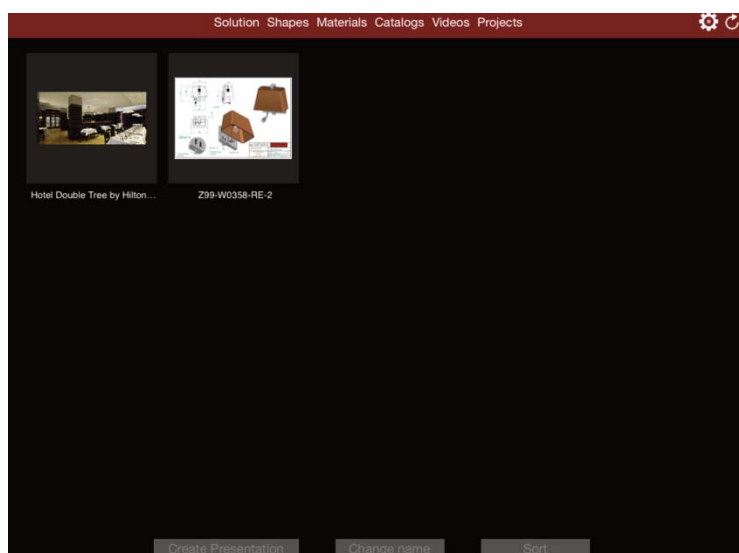 Solution Shapes Materials Catalogs Videos Projects
Hotel Double Tree by Hilton...
Z99-W0358-RE-2
Create Presentation
Change name
Sort